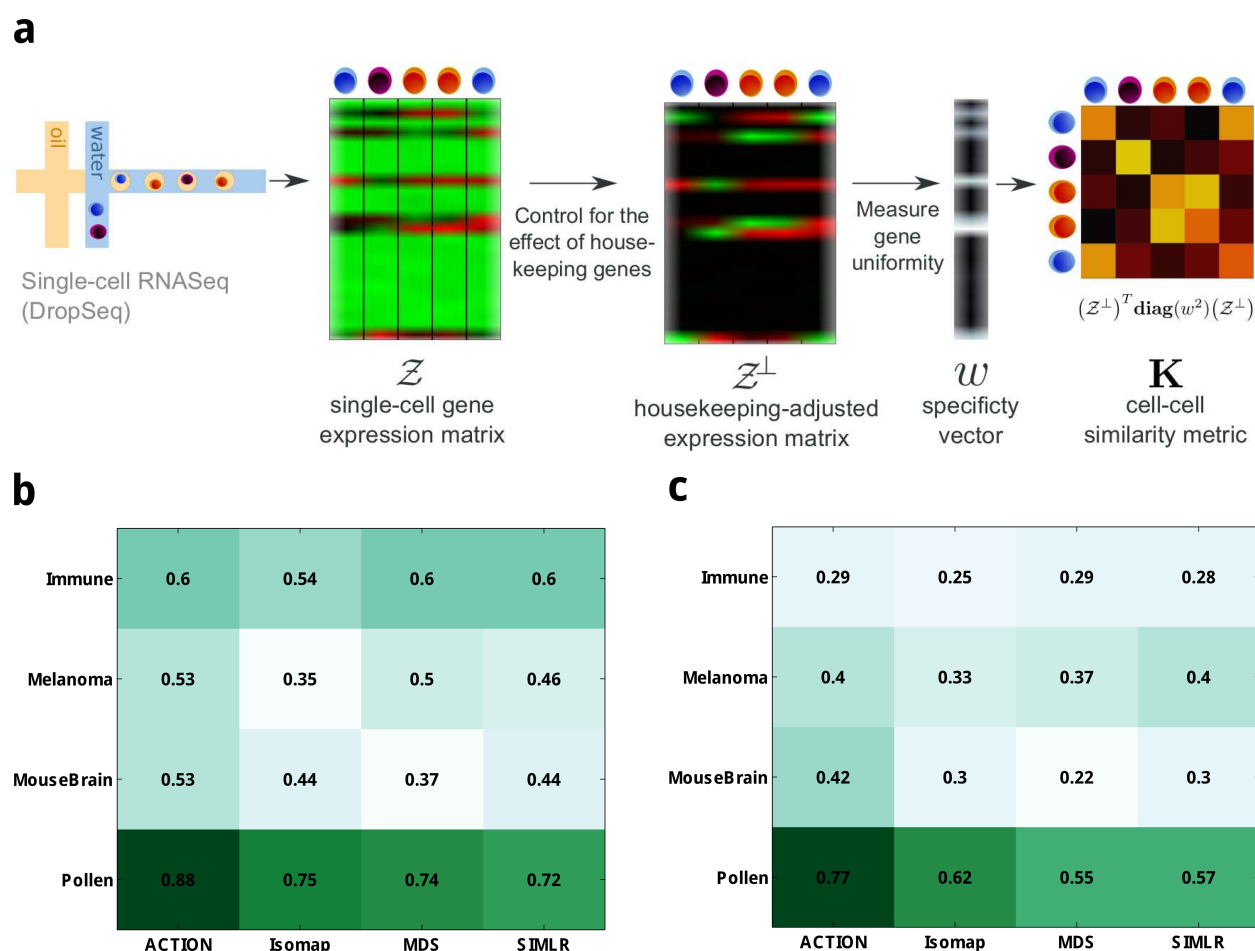 a
oil
water
Single-cell RNASeq
(DropSeq)
Control for the
effect of house-
keeping genes
Measure
gene
uniformity
(𝒵⊥)ᵀdiag(w²)(𝒵⊥)
𝒵
single-cell gene
expression matrix
𝒵⊥
housekeeping-adjusted
expression matrix
w
specificty
vector
K
cell-cell
similarity metric
b
Immune 0.6 0.54 0.6 0.6
Melanoma 0.53 0.35 0.5 0.46
MouseBrain 0.53 0.44 0.37 0.44
Pollen 0.88 0.75 0.74 0.72
ACTION Isomap MDS SIMLR
c
Immune 0.29 0.25 0.29 0.28
Melanoma 0.4 0.33 0.37 0.4
MouseBrain 0.42 0.3 0.22 0.3
Pollen 0.77 0.62 0.55 0.57
ACTION Isomap MDS SIMLR